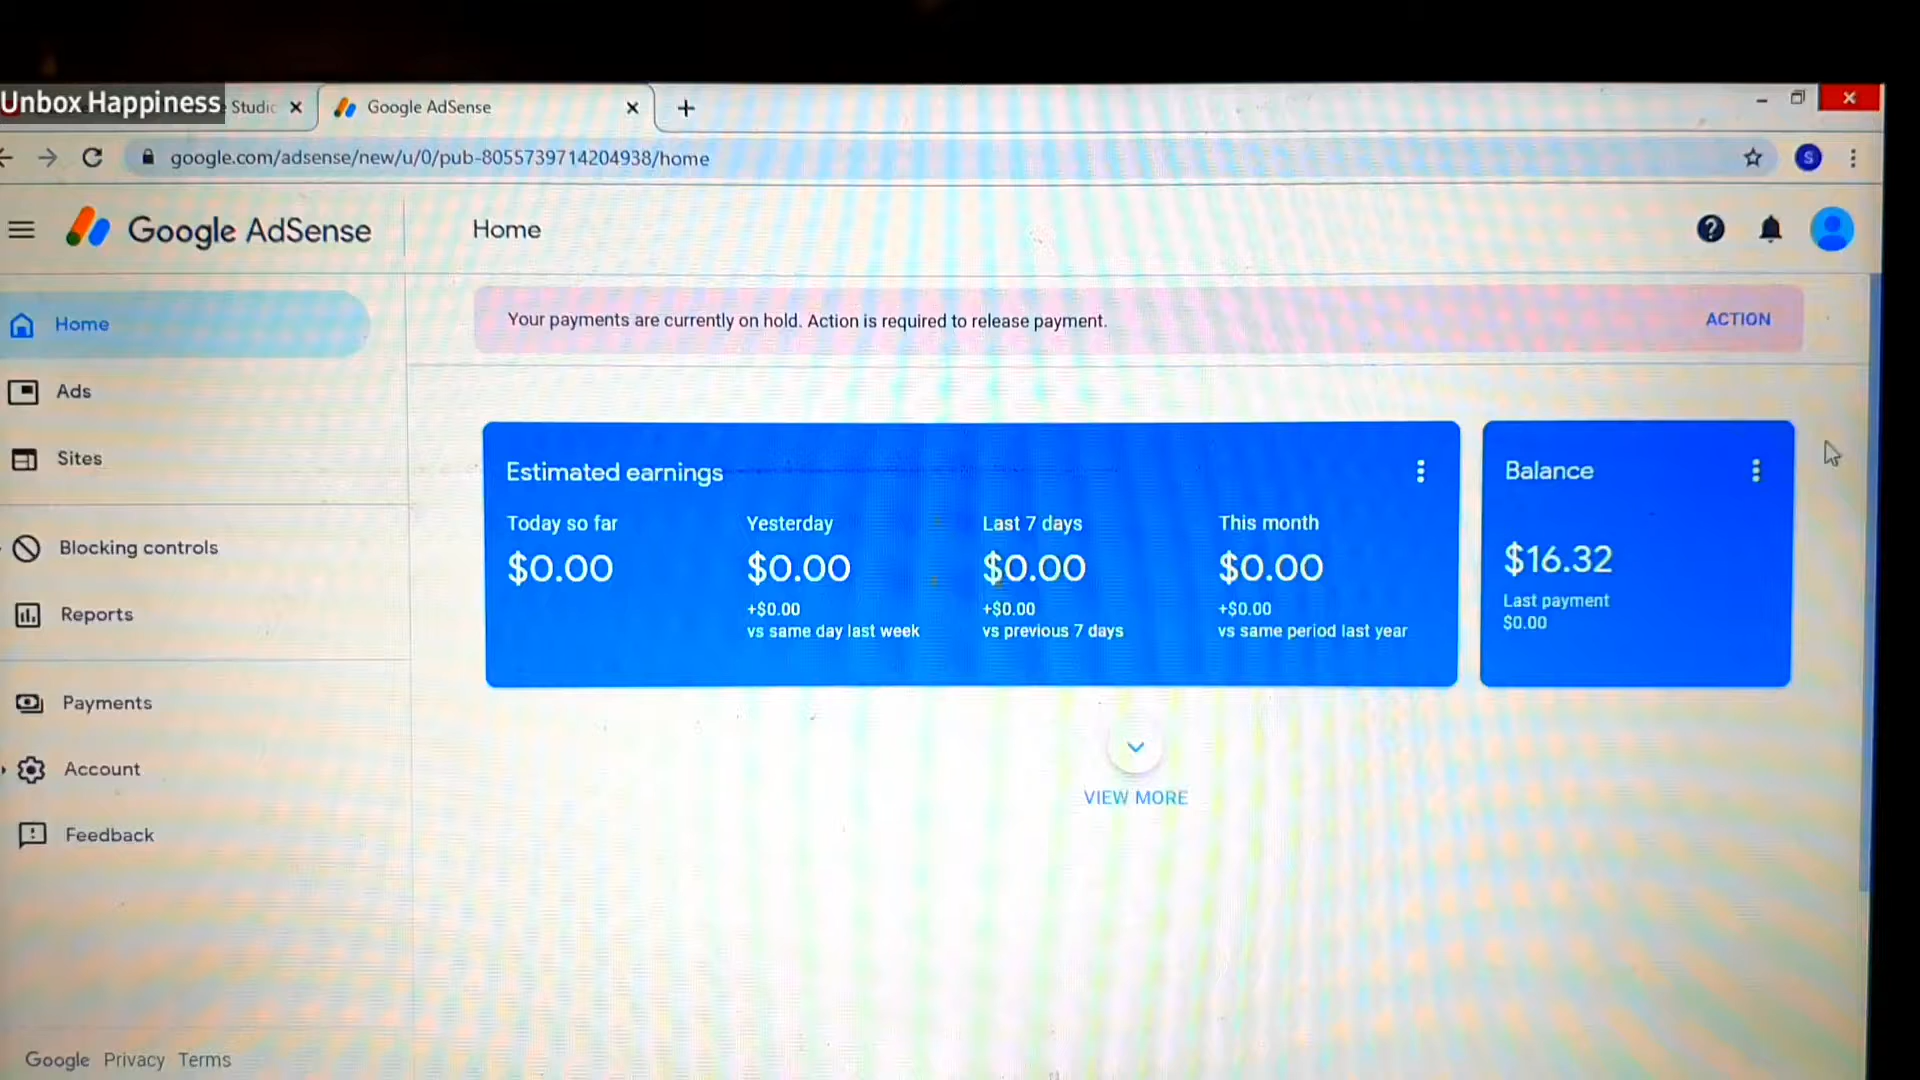 Unbox Happiness
Studio
Google AdSense
google.com/adsense/new/u/0/pub-8055739714204938/home
S
Google AdSense
Home
Home
Your payments are currently on hold. Action is required to release payment.
ACTION
Ads
Sites
Blocking controls
Reports
Payments
Account
Feedback
Estimated earnings
Today so far
$0.00
Yesterday
$0.00
+$0.00
vs same day last week
Last 7 days
$0.00
+$0.00
vs previous 7 days
This month
$0.00
+$0.00
vs same period last year
Balance
$16.32
Last payment
$0.00
VIEW MORE
Google Privacy Terms